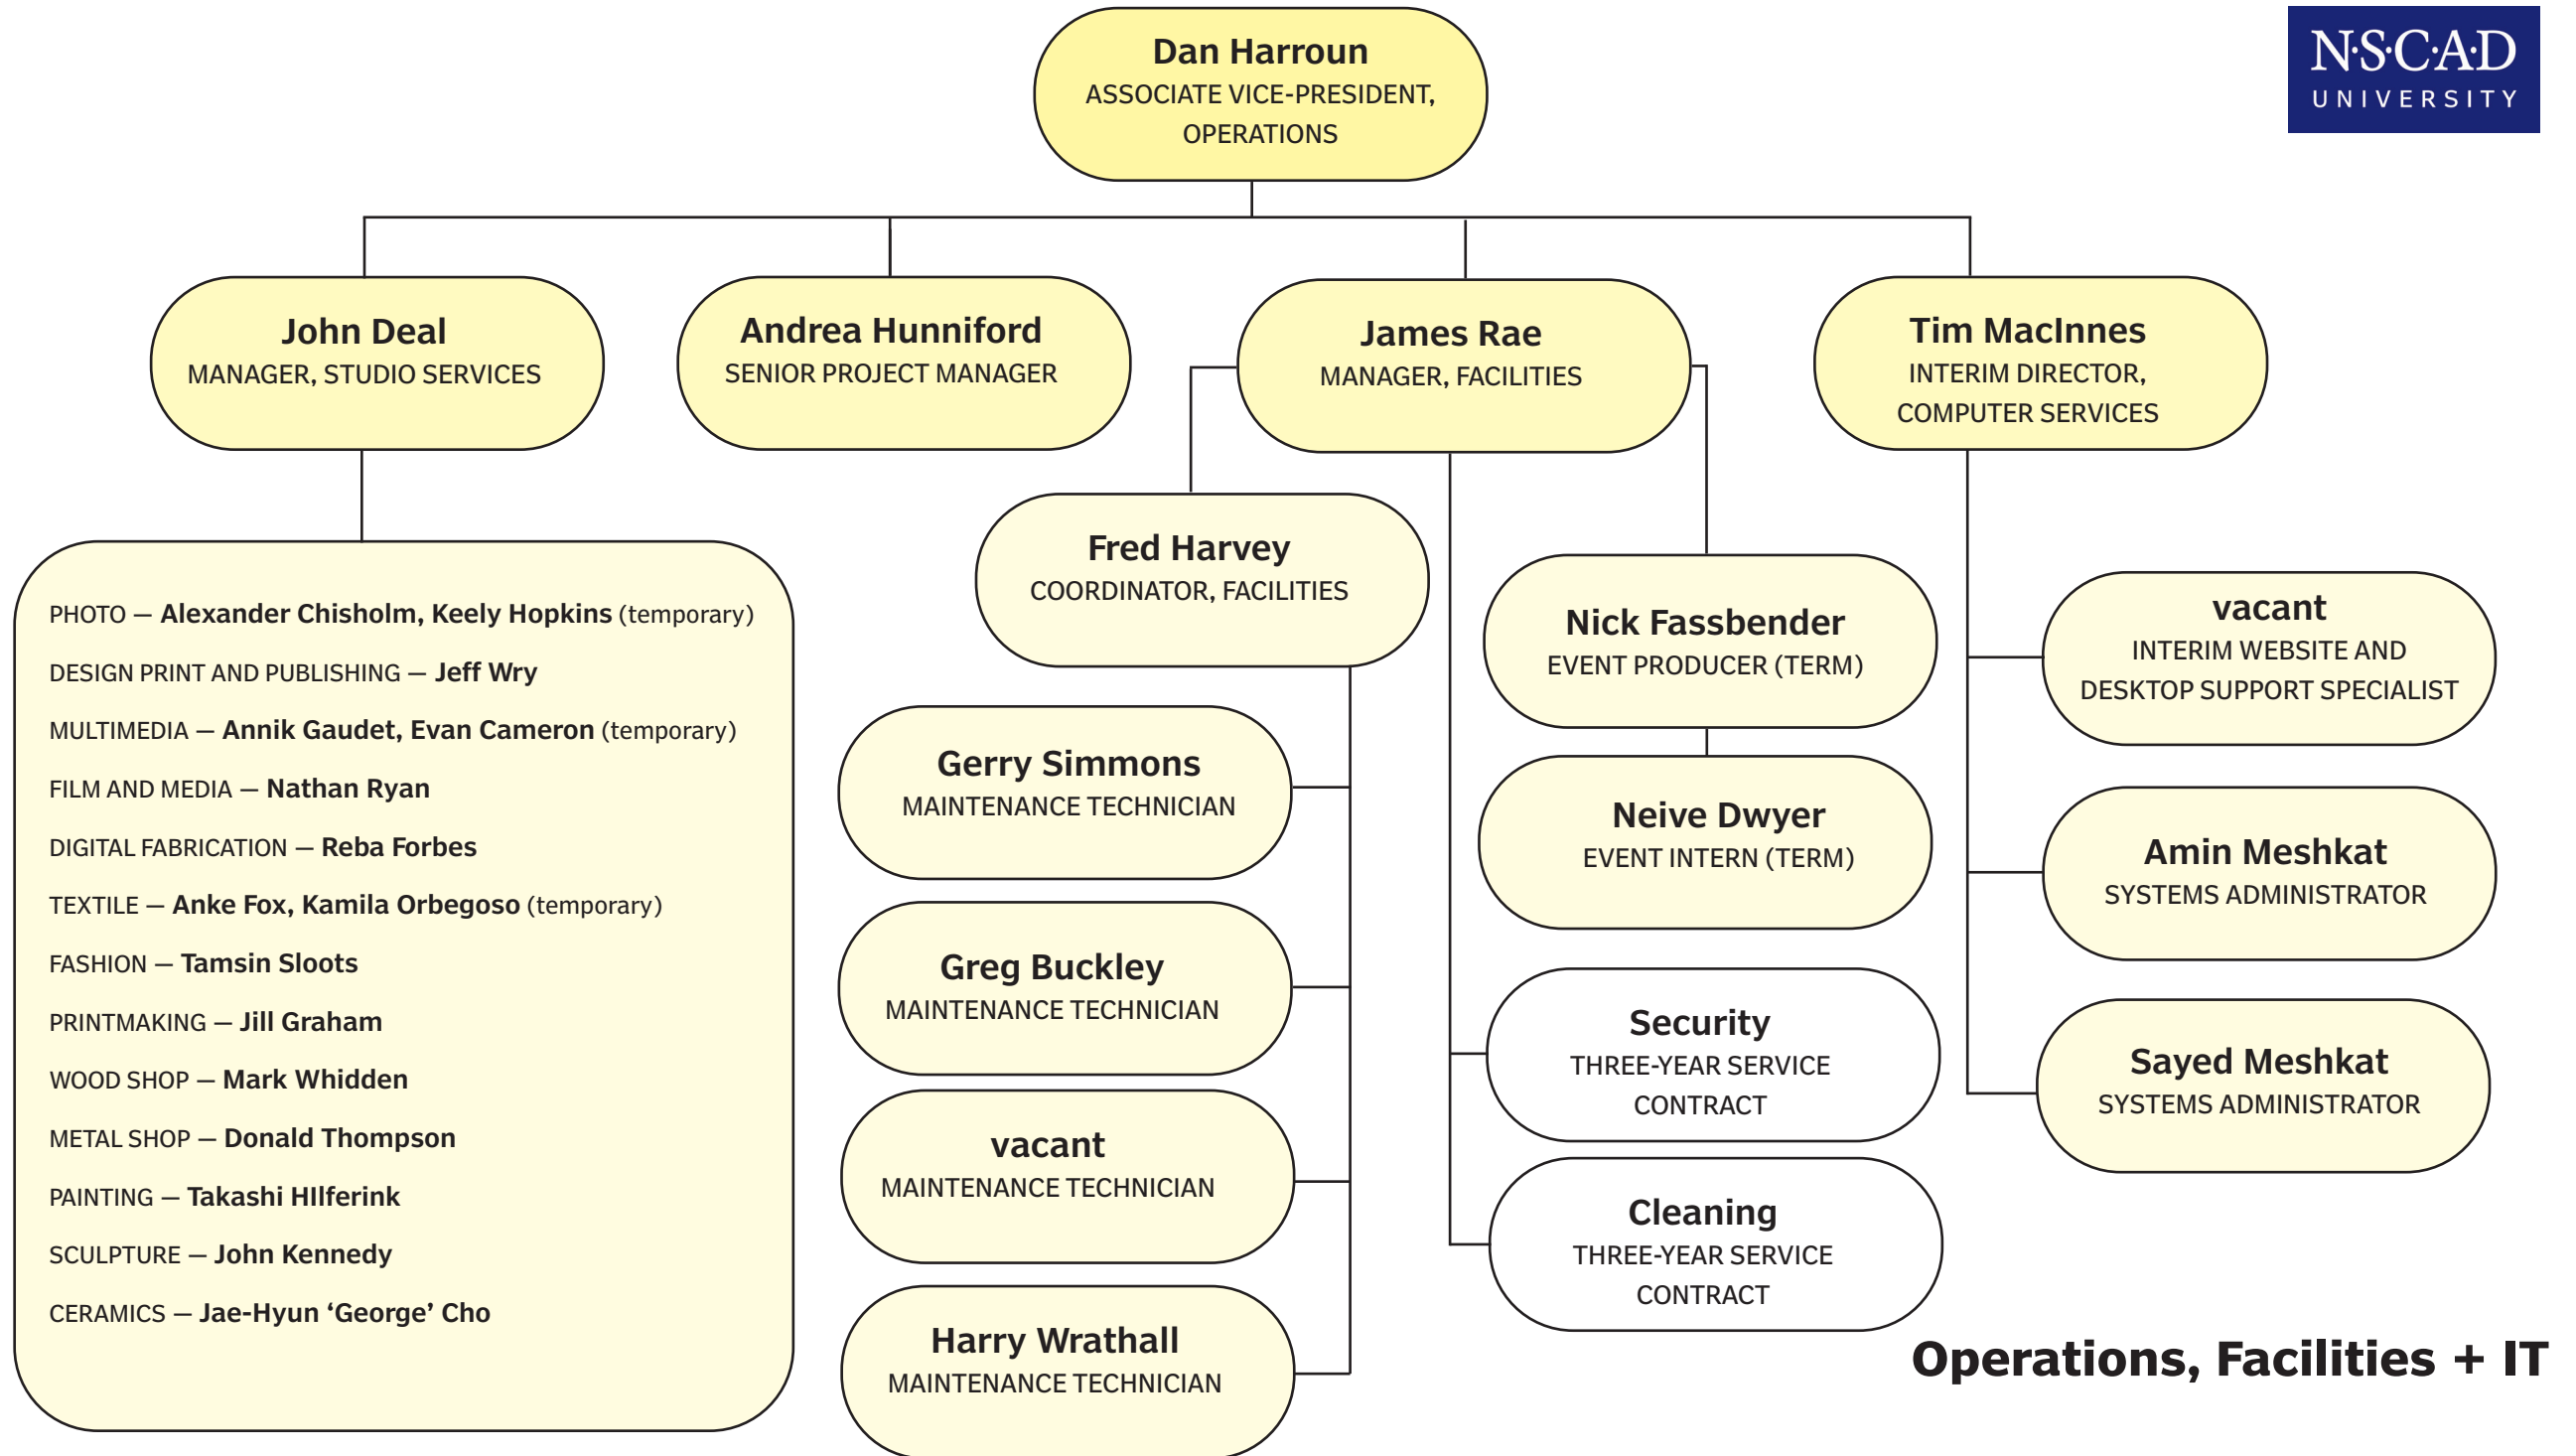 Dan Harroun
ASSOCIATE VICE-PRESIDENT,
OPERATIONS
N·S·C·A·D
UNIVERSITY
John Deal
MANAGER, STUDIO SERVICES
Andrea Hunniford
SENIOR PROJECT MANAGER
James Rae
MANAGER, FACILITIES
Tim MacInnes
INTERIM DIRECTOR,
COMPUTER SERVICES
PHOTO — Alexander Chisholm, Keely Hopkins (temporary)
DESIGN PRINT AND PUBLISHING — Jeff Wry
MULTIMEDIA — Annik Gaudet, Evan Cameron (temporary)
FILM AND MEDIA — Nathan Ryan
DIGITAL FABRICATION — Reba Forbes
TEXTILE — Anke Fox, Kamila Orbegoso (temporary)
FASHION — Tamsin Sloots
PRINTMAKING — Jill Graham
WOOD SHOP — Mark Whidden
METAL SHOP — Donald Thompson
PAINTING — Takashi HIlferink
SCULPTURE — John Kennedy
CERAMICS — Jae-Hyun ‘George’ Cho
Fred Harvey
COORDINATOR, FACILITIES
Gerry Simmons
MAINTENANCE TECHNICIAN
Greg Buckley
MAINTENANCE TECHNICIAN
vacant
MAINTENANCE TECHNICIAN
Harry Wrathall
MAINTENANCE TECHNICIAN
Nick Fassbender
EVENT PRODUCER (TERM)
Neive Dwyer
EVENT INTERN (TERM)
Security
THREE-YEAR SERVICE
CONTRACT
Cleaning
THREE-YEAR SERVICE
CONTRACT
vacant
INTERIM WEBSITE AND
DESKTOP SUPPORT SPECIALIST
Amin Meshkat
SYSTEMS ADMINISTRATOR
Sayed Meshkat
SYSTEMS ADMINISTRATOR
Operations, Facilities + IT